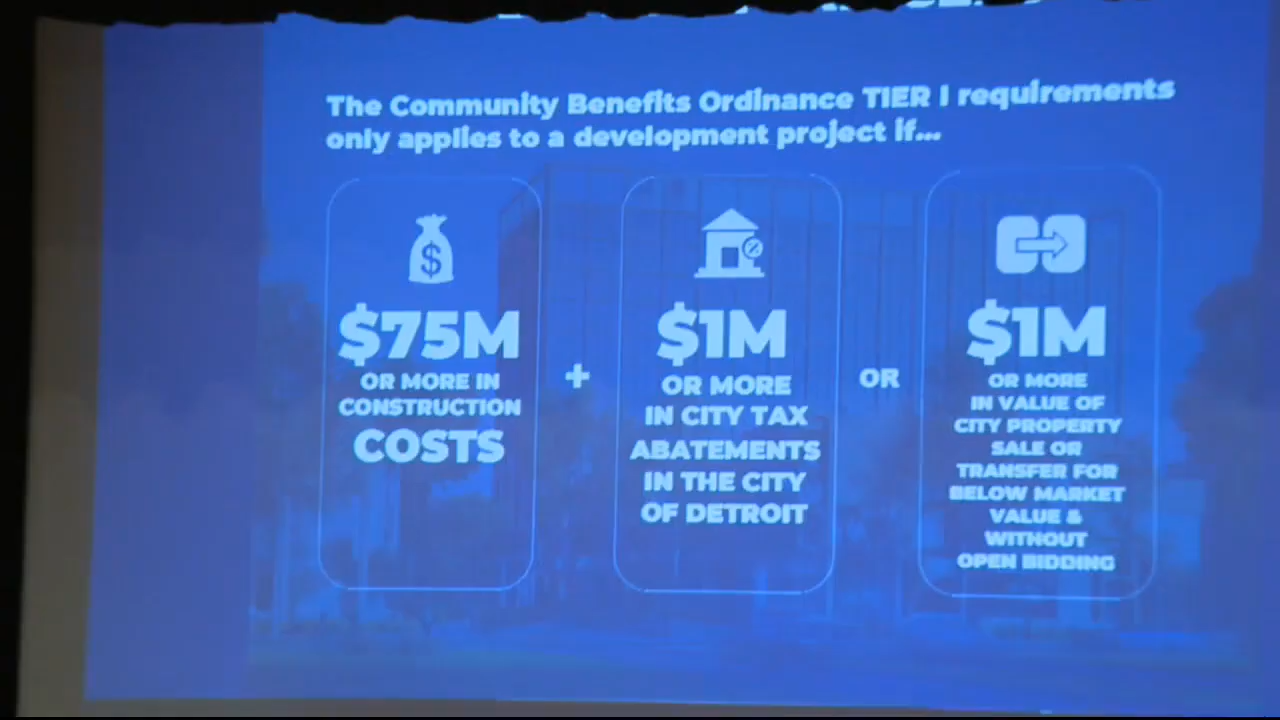 The Community Benefits Ordinance TIER I requirements
only applies to a development project if...
$
$75M
OR MORE IN
CONSTRUCTION
COSTS
+
%
$1M
OR MORE
IN CITY TAX
ABATEMENTS
IN THE CITY
OF DETROIT
OR
$1M
OR MORE
IN VALUE OF
CITY PROPERTY
SALE OR
TRANSFER FOR
BELOW MARKET
VALUE &
WITHOUT
OPEN BIDDING